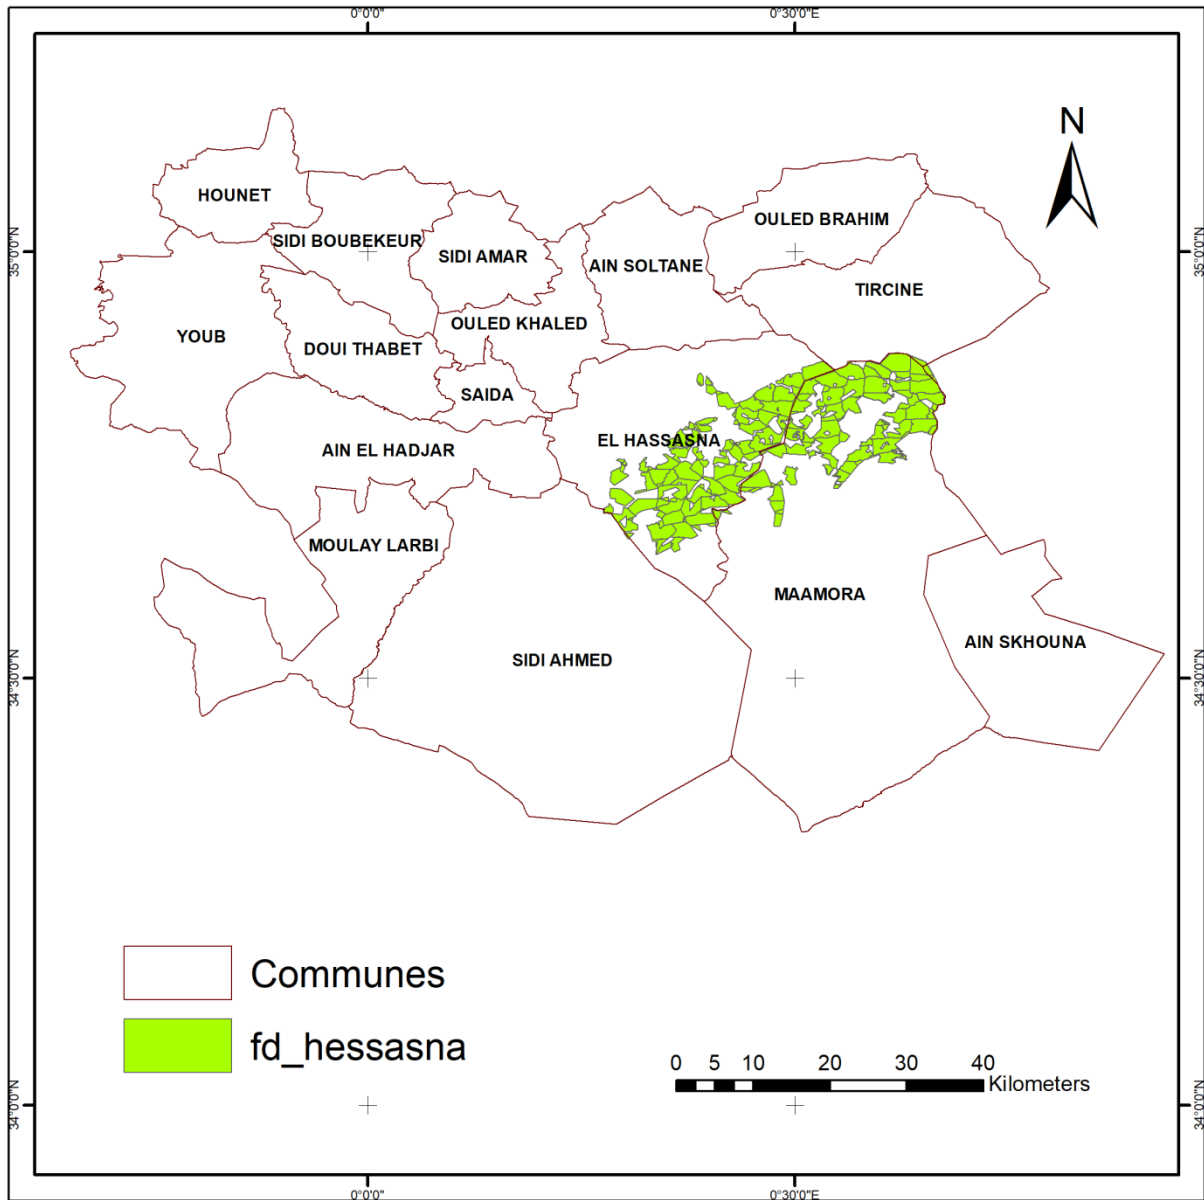 0°0'0"
0°30'0"E
N
HOUNET
OULED BRAHIM
SIDI BOUBEKEUR
SIDI AMAR
AIN SOLTANE
35°0'0"N
35°0'0"N
TIRCINE
OULED KHALED
YOUB
DOUI THABET
SAIDA
EL HASSASNA
AIN EL HADJAR
MOULAY LARBI
MAAMORA
AIN SKHOUNA
SIDI AHMED
34°30'0"N
34°30'0"N
Communes
fd_hessasna
0 5 10 20 30 40
Kilometers
34°0'0"N
34°0'0"N
0°0'0"
0°30'0"E